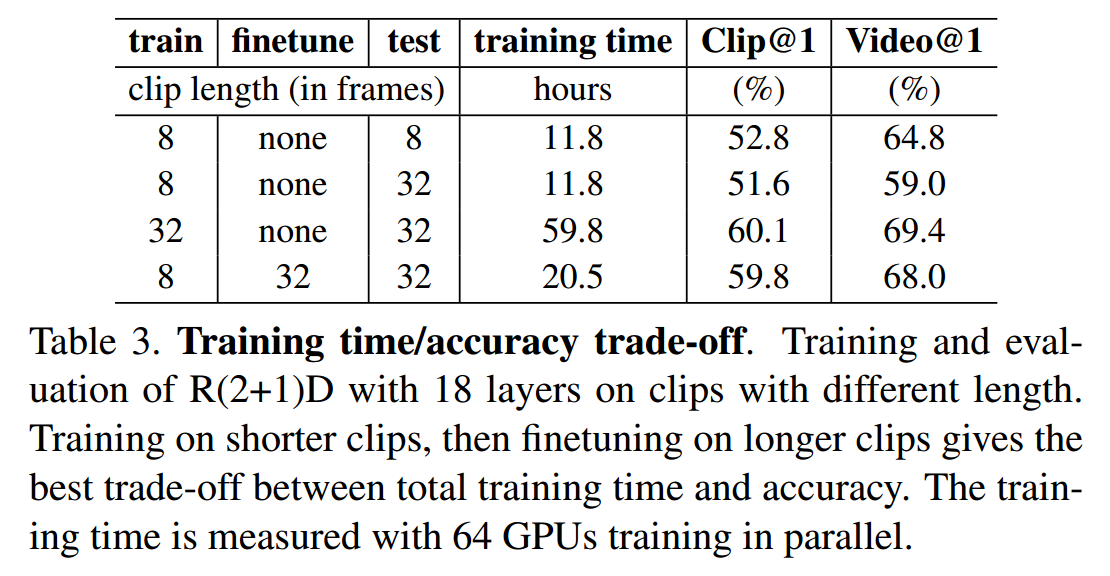 train finetune test training time Clip@1 Video@1
clip length (in frames) hours (%) (%)
8 none 8 11.8 52.8 64.8
8 none 32 11.8 51.6 59.0
32 none 32 59.8 60.1 69.4
8 32 32 20.5 59.8 68.0
Table 3. Training time/accuracy trade-off. Training and eval-
uation of R(2+1)D with 18 layers on clips with different length.
Training on shorter clips, then finetuning on longer clips gives the
best trade-off between total training time and accuracy. The train-
ing time is measured with 64 GPUs training in parallel.